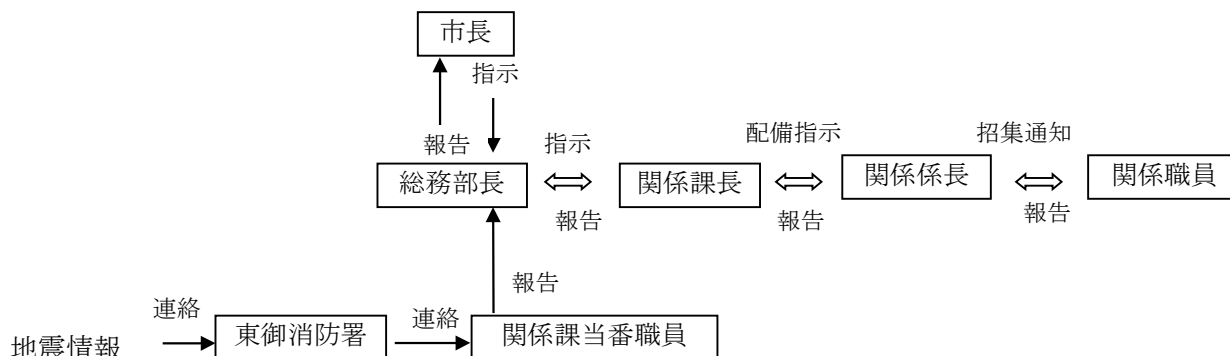 市長
指示
報告
指示
配備指示
招集通知
総務部長
関係課長
関係係長
関係職員
報告
報告
報告
報告
連絡
連絡
地震情報
東御消防署
関係課当番職員